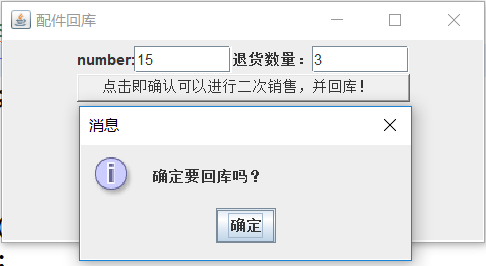 配件回库
number: 15 退货数量： 3
点击即确认可以进行二次销售，并回库！
消息
确定要回库吗？
确定